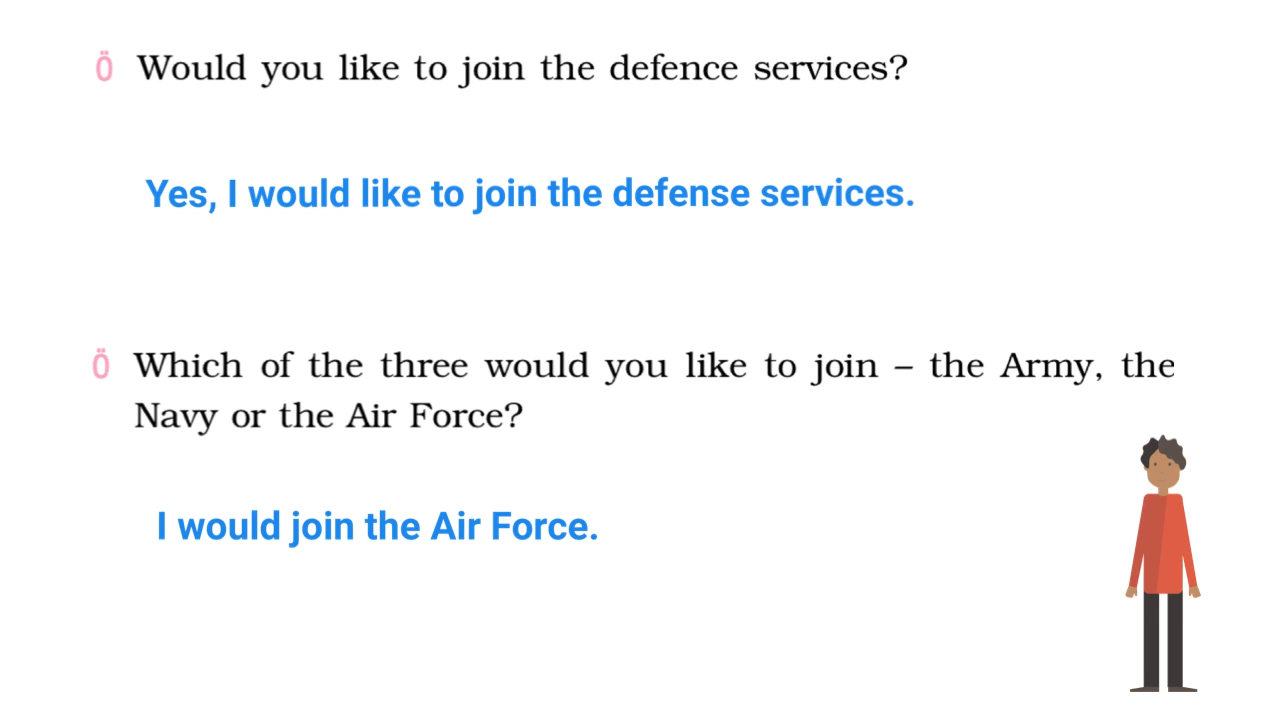 Ö Would you like to join the defence services?
Yes, I would like to join the defense services.
Ö Which of the three would you like to join – the Army, the
Navy or the Air Force?
I would join the Air Force.